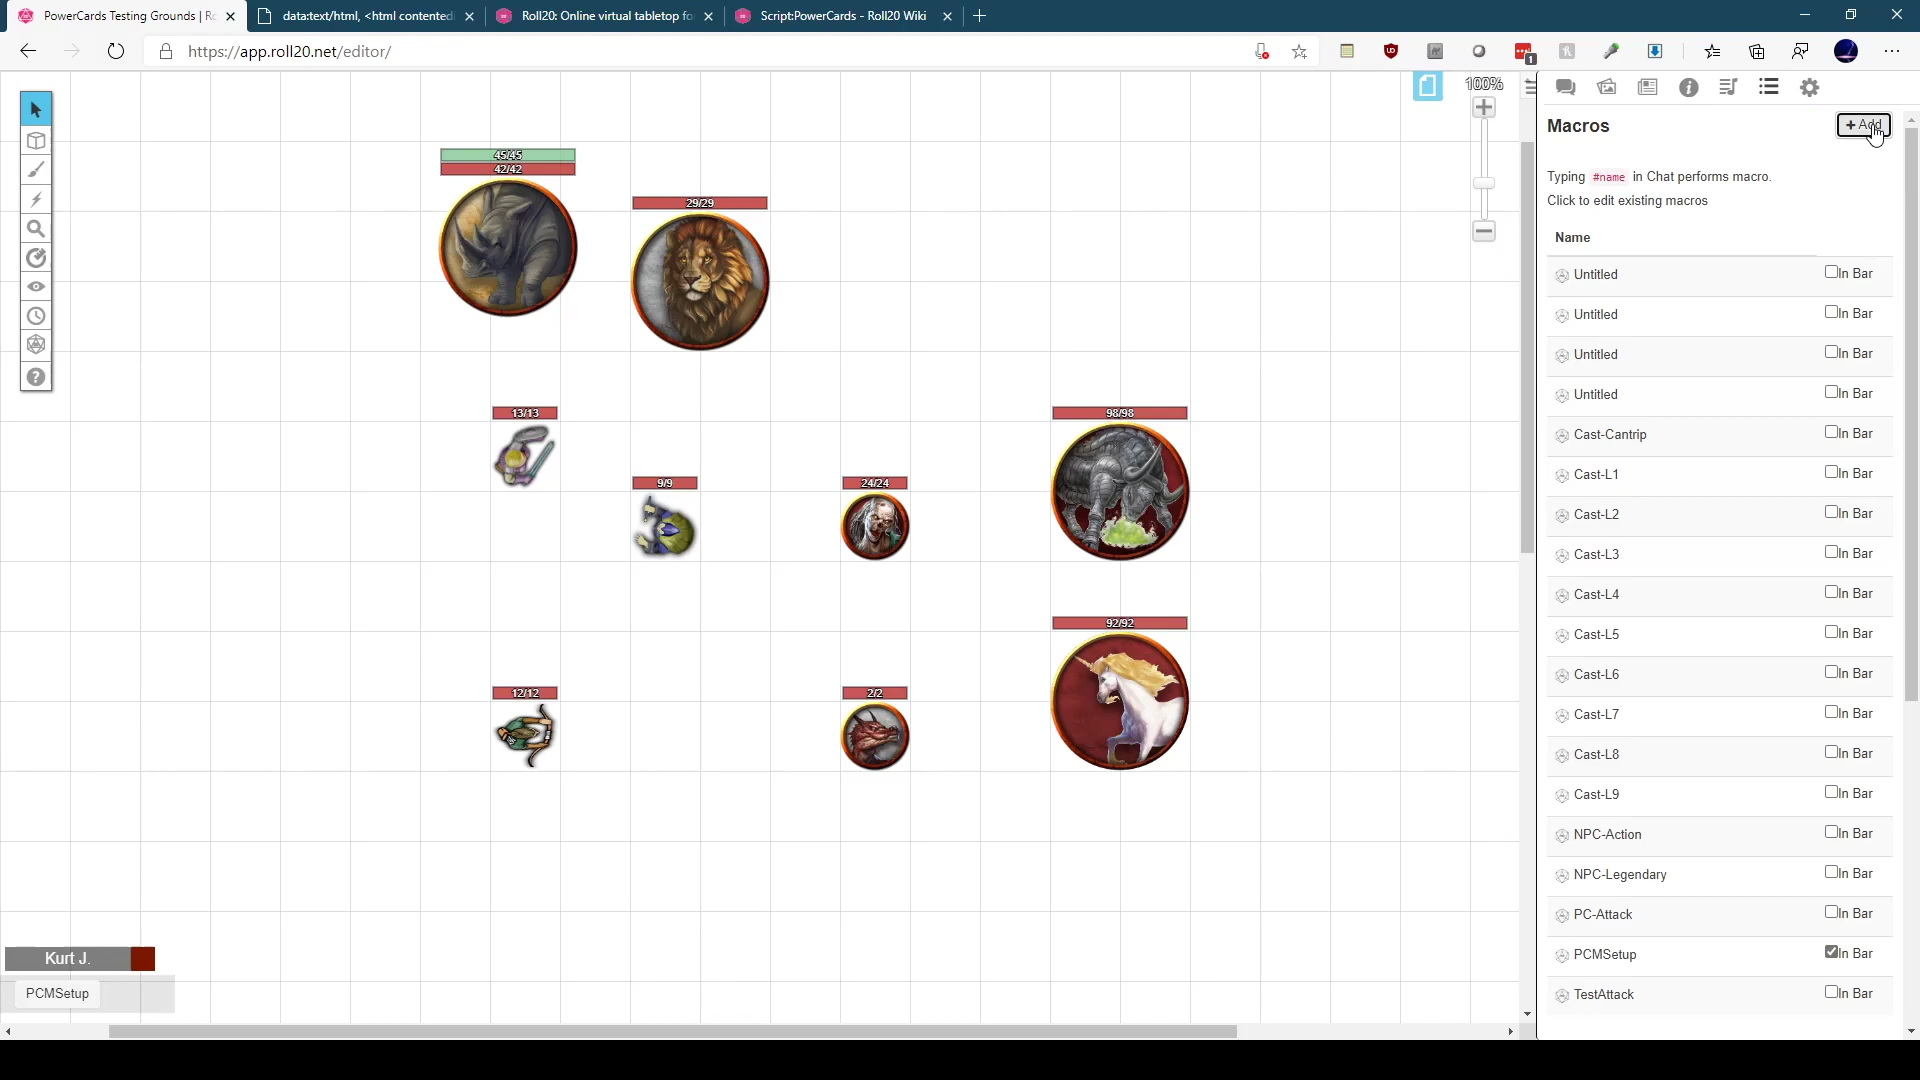 PowerCards Testing Grounds | Ro
data:text/html, <html contented
Roll20: Online virtual tabletop fo
Script:PowerCards - Roll20 Wiki
https://app.roll20.net/editor/
1
100%
Macros
+ Add
Typing #name in Chat performs macro.
Click to edit existing macros
Name
Untitled In Bar
Untitled In Bar
Untitled In Bar
Untitled In Bar
Cast-Cantrip In Bar
Cast-L1 In Bar
Cast-L2 In Bar
Cast-L3 In Bar
Cast-L4 In Bar
Cast-L5 In Bar
Cast-L6 In Bar
Cast-L7 In Bar
Cast-L8 In Bar
Cast-L9 In Bar
NPC-Action In Bar
NPC-Legendary In Bar
PC-Attack In Bar
PCMSetup In Bar
TestAttack In Bar
45/45
42/42
29/29
13/13
98/98
9/9
24/24
92/92
12/12
2/2
Kurt J.
PCMSetup